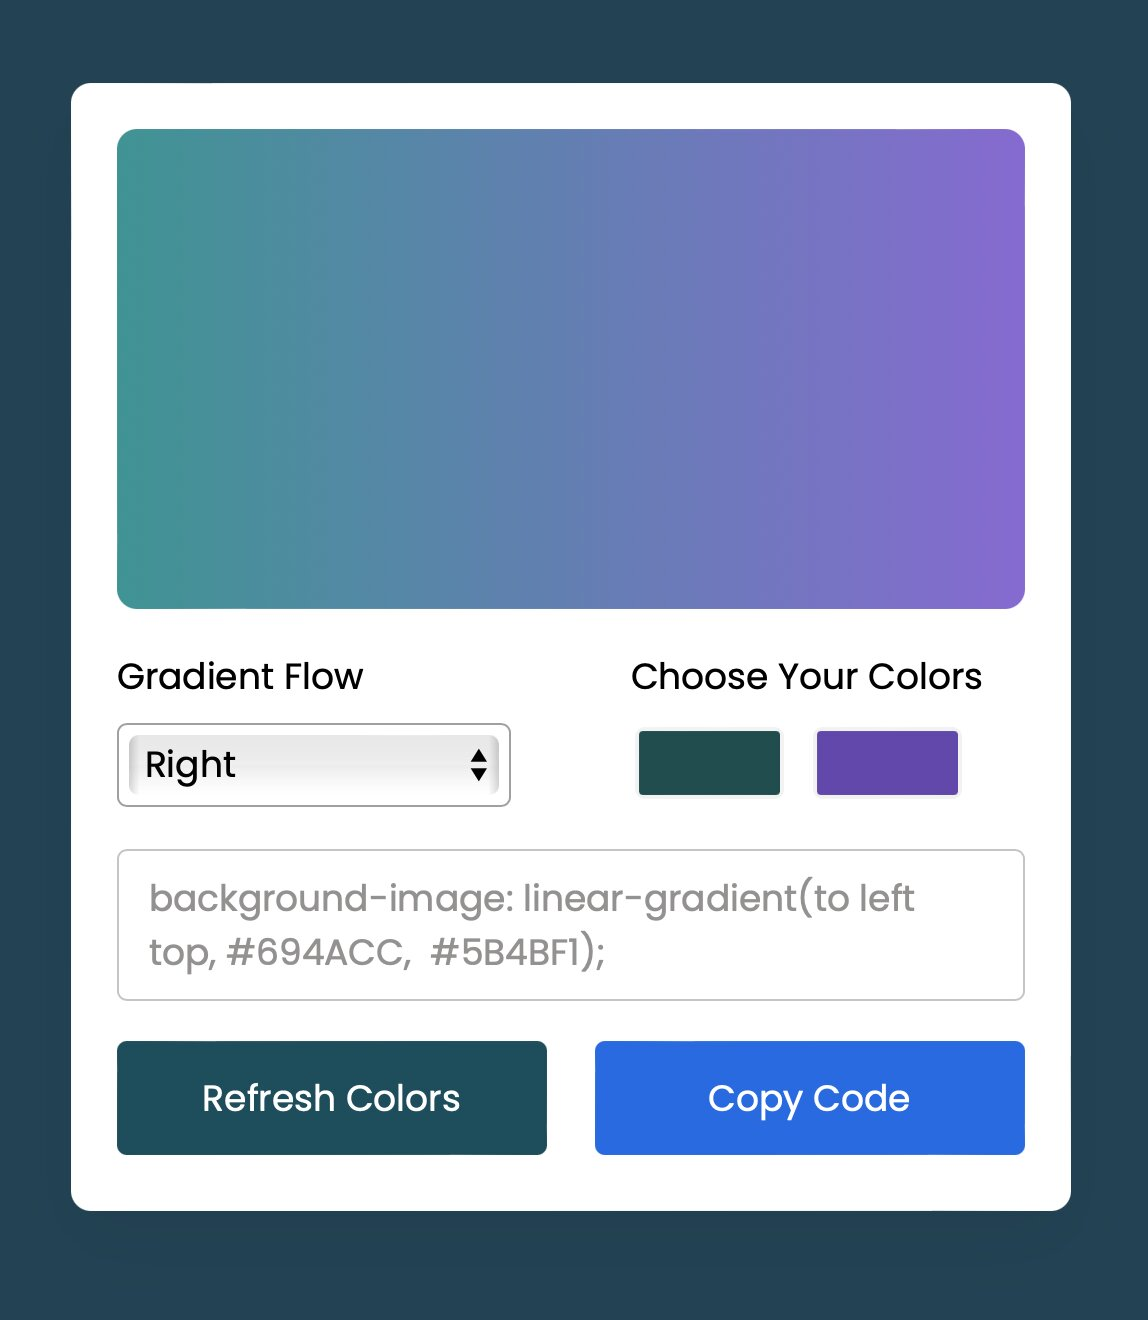 Gradient Flow
Choose Your Colors
Right
background-image: linear-gradient(to left
top, #694ACC,  #5B4BF1);
Refresh Colors
Copy Code